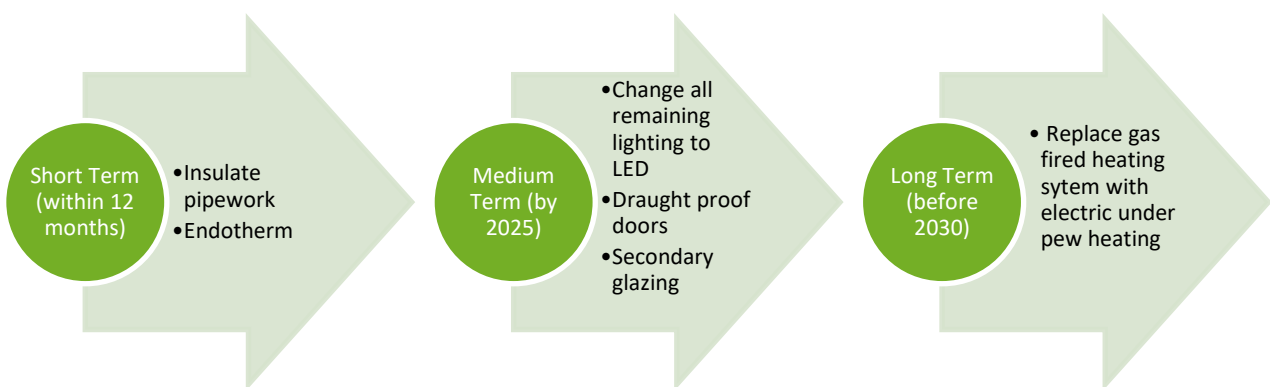 Short Term
(within 12
months)
•Insulate
pipework
•Endotherm
Medium
Term (by
2025)
•Change all
remaining
lighting to
LED
•Draught proof
doors
•Secondary
glazing
Long Term
(before
2030)
• Replace gas
fired heating
sytem with
electric under
pew heating